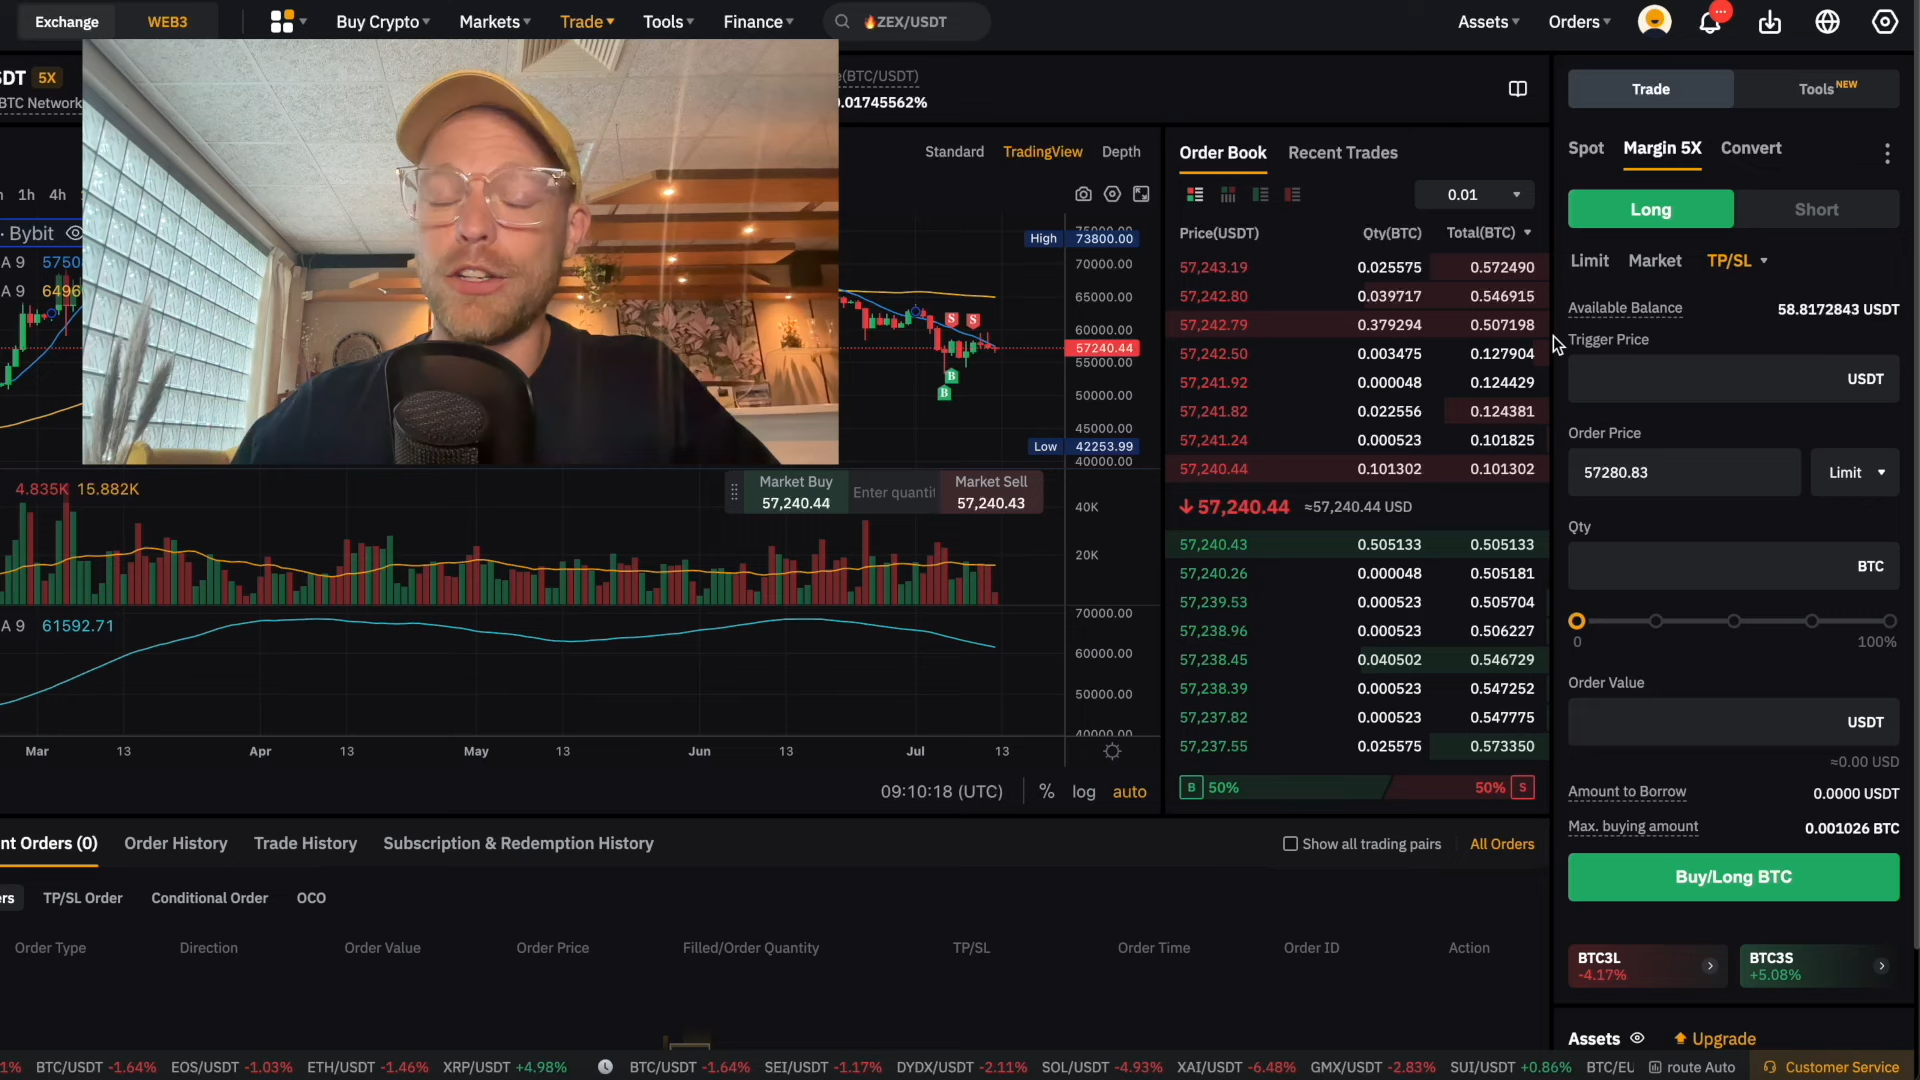 Exchange WEB3 Buy Crypto Markets Trade Tools Finance ZEX/USDT Assets Orders
DT 5X
BTC Network
(BTC/USDT)
0.01745562%
1h 4h
Standard TradingView Depth
· Bybit
A 9 5750
A 9 6496
High 73800.00
70000.00
65000.00
60000.00
57240.44
55000.00
50000.00
45000.00
Low 42253.99
40000.00
S S
B B
4.835K 15.882K
Market Buy
57,240.44
Enter quantit
Market Sell
57,240.43
40K
20K
A 9 61592.71
70000.00
60000.00
50000.00
40000.00
Mar 13 Apr 13 May 13 Jun 13 Jul 13
09:10:18 (UTC) % log auto
Order Book Recent Trades
0.01
Price(USDT) Qty(BTC) Total(BTC)
57,243.19 0.025575 0.572490
57,242.80 0.039717 0.546915
57,242.79 0.379294 0.507198
57,242.50 0.003475 0.127904
57,241.92 0.000048 0.124429
57,241.82 0.022556 0.124381
57,241.24 0.000523 0.101825
57,240.44 0.101302 0.101302
57,240.44 ≈57,240.44 USD
57,240.43 0.505133 0.505133
57,240.26 0.000048 0.505181
57,239.53 0.000523 0.505704
57,238.96 0.000523 0.506227
57,238.45 0.040502 0.546729
57,238.39 0.000523 0.547252
57,237.82 0.000523 0.547775
57,237.55 0.025575 0.573350
B 50% 50% S
Trade Tools NEW
Spot Margin 5X Convert
Long Short
Limit Market TP/SL
Available Balance 58.8172843 USDT
Trigger Price
USDT
Order Price
57280.83 Limit
Qty
BTC
0 100%
Order Value
USDT
≈0.00 USD
Amount to Borrow 0.0000 USDT
Max. buying amount 0.001026 BTC
Buy/Long BTC
BTC3L
-4.17%
BTC3S
+5.08%
Assets Upgrade
nt Orders (0) Order History Trade History Subscription & Redemption History Show all trading pairs All Orders
ers TP/SL Order Conditional Order OCO
Order Type Direction Order Value Order Price Filled/Order Quantity TP/SL Order Time Order ID Action
1% BTC/USDT -1.64% EOS/USDT -1.03% ETH/USDT -1.46% XRP/USDT +4.98% BTC/USDT -1.64% SEI/USDT -1.17% DYDX/USDT -2.11% SOL/USDT -4.93% XAI/USDT -6.48% GMX/USDT -2.83% SUI/USDT +0.86% BTC/EU route Auto Customer Service